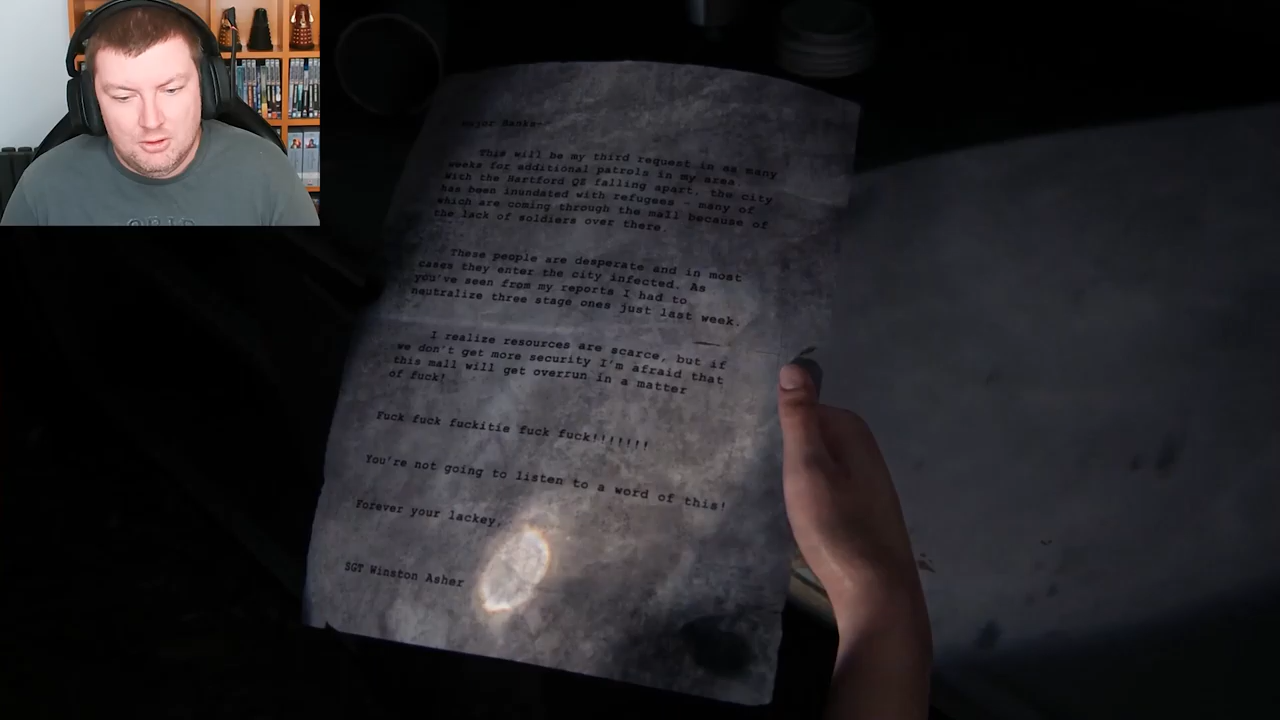 Major Banks-
This will be my third request in as many
weeks for additional patrols in my area.
With the Hartford QZ falling apart, the city
has been inundated with refugees - many of
which are coming through the mall because of
the lack of soldiers over there.
These people are desperate and in most
cases they enter the city infected. As
you've seen from my reports I had to
neutralize three stage ones just last week.
I realize resources are scarce, but if
we don't get more security I'm afraid that
this mall will get overrun in a matter
of fuck!
Fuck fuck fuckitie fuck fuck!!!!!!!
You're not going to listen to a word of this!
Forever your lackey,
SGT Winston Asher